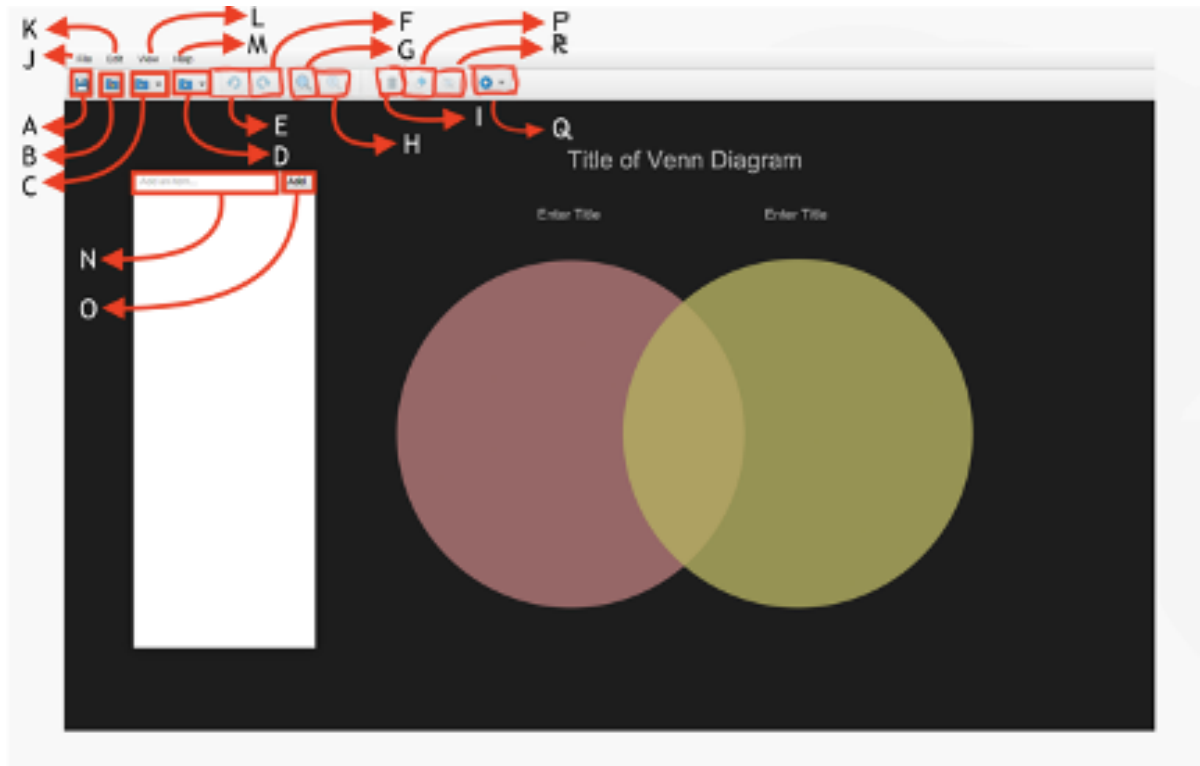 K L F P
J M G R
File Edit View Help
A E I Q
B D H
C
Title of Venn Diagram
Add an item... Add
Enter Title Enter Title
N
O